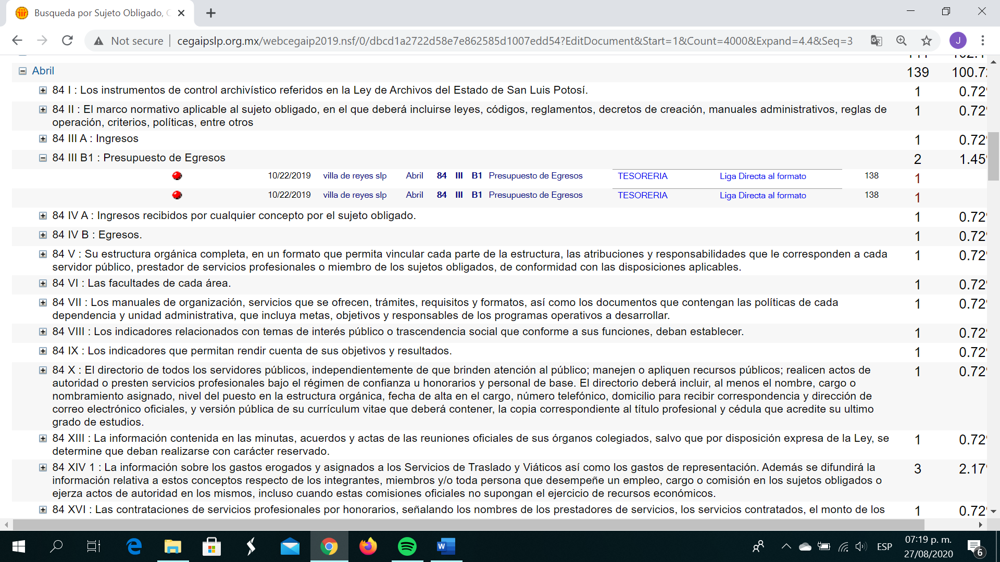 Busqueda por Sujeto Obligado,
Not secure
cegaipslp.org.mx/webcegaip2019.nsf/0/dbcd1a2722d58e7e862585d1007edd54?EditDocument&Start=1&Count=4000&Expand=4.4&Seq=3
J
Abril 139 100.72
84 I : Los instrumentos de control archivístico referidos en la Ley de Archivos del Estado de San Luis Potosí. 1 0.72
84 II : El marco normativo aplicable al sujeto obligado, en el que deberá incluirse leyes, códigos, reglamentos, decretos de creación, manuales administrativos, reglas de 1 0.72
operación, criterios, políticas, entre otros
84 III A : Ingresos 1 0.72
84 III B1 : Presupuesto de Egresos 2 1.45
10/22/2019 villa de reyes slp Abril 84 III B1 Presupuesto de Egresos TESORERIA Liga Directa al formato 138 1
10/22/2019 villa de reyes slp Abril 84 III B1 Presupuesto de Egresos TESORERIA Liga Directa al formato 138 1
84 IV A : Ingresos recibidos por cualquier concepto por el sujeto obligado. 1 0.72
84 IV B : Egresos. 1 0.72
84 V : Su estructura orgánica completa, en un formato que permita vincular cada parte de la estructura, las atribuciones y responsabilidades que le corresponden a cada 1 0.72
servidor público, prestador de servicios profesionales o miembro de los sujetos obligados, de conformidad con las disposiciones aplicables.
84 VI : Las facultades de cada área. 1 0.72
84 VII : Los manuales de organización, servicios que se ofrecen, trámites, requisitos y formatos, así como los documentos que contengan las políticas de cada 1 0.72
dependencia y unidad administrativa, que incluya metas, objetivos y responsables de los programas operativos a desarrollar.
84 VIII : Los indicadores relacionados con temas de interés público o trascendencia social que conforme a sus funciones, deban establecer. 1 0.72
84 IX : Los indicadores que permitan rendir cuenta de sus objetivos y resultados. 1 0.72
84 X : El directorio de todos los servidores públicos, independientemente de que brinden atención al público; manejen o apliquen recursos públicos; realicen actos de 1 0.72
autoridad o presten servicios profesionales bajo el régimen de confianza u honorarios y personal de base. El directorio deberá incluir, al menos el nombre, cargo o
nombramiento asignado, nivel del puesto en la estructura orgánica, fecha de alta en el cargo, número telefónico, domicilio para recibir correspondencia y dirección de
correo electrónico oficiales, y versión pública de su currículum vitae que deberá contener, la copia correspondiente al título profesional y cédula que acredite su ultimo
grado de estudios.
84 XIII : La información contenida en las minutas, acuerdos y actas de las reuniones oficiales de sus órganos colegiados, salvo que por disposición expresa de la Ley, se 1 0.72
determine que deban realizarse con carácter reservado.
84 XIV 1 : La información sobre los gastos erogados y asignados a los Servicios de Traslado y Viáticos así como los gastos de representación. Además se difundirá la 3 2.17
información relativa a estos conceptos respecto de los integrantes, miembros y/o toda persona que desempeñe un empleo, cargo o comisión en los sujetos obligados o
ejerza actos de autoridad en los mismos, incluso cuando estas comisiones oficiales no supongan el ejercicio de recursos económicos.
84 XVI : Las contrataciones de servicios profesionales por honorarios, señalando los nombres de los prestadores de servicios, los servicios contratados, el monto de los 1 0.72
ESP
07:19 p. m.
27/08/2020
6